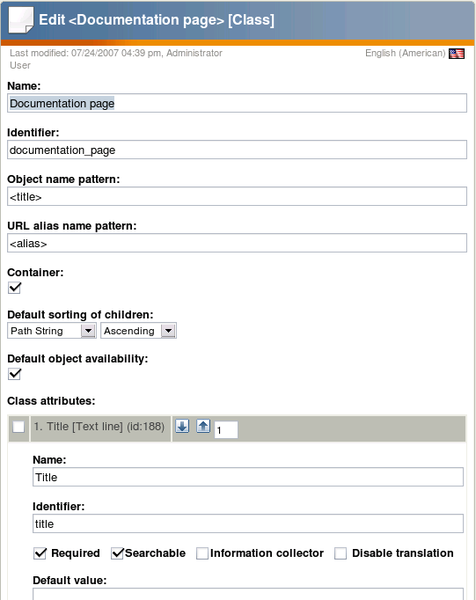 Edit <Documentation page> [Class]
Last modified: 07/24/2007 04:39 pm, Administrator User
English (American)
Name:
Documentation page
Identifier:
documentation_page
Object name pattern:
<title>
URL alias name pattern:
<alias>
Container:
Default sorting of children:
Path String Ascending
Default object availability:
Class attributes:
1. Title [Text line] (id:188) 1
Name:
Title
Identifier:
title
Required Searchable Information collector Disable translation
Default value: